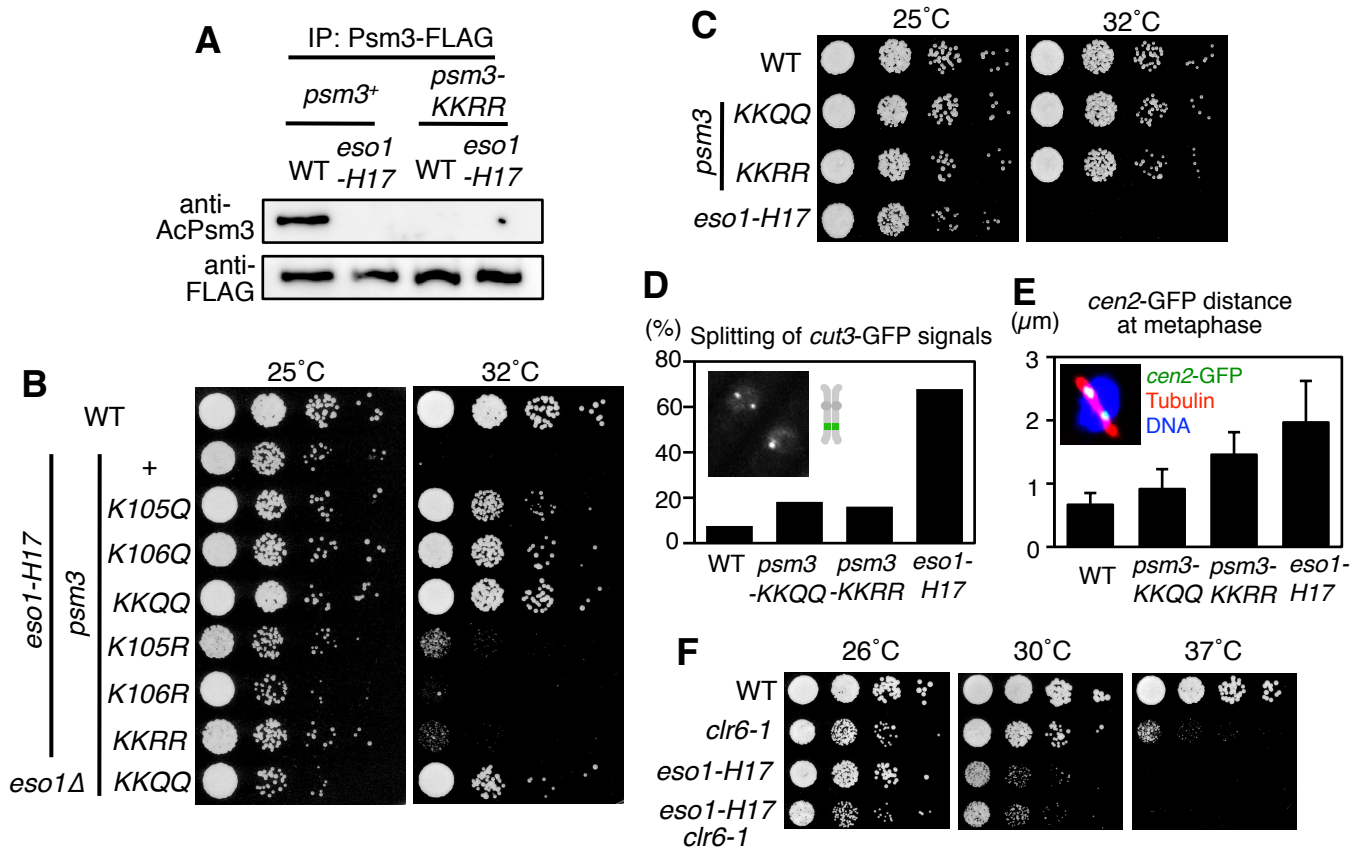 A
IP: Psm3-FLAG
psm3+
psm3-
KKRR
WT
eso1
-H17
WT
eso1
-H17
anti-
AcPsm3
anti-
FLAG
B
25˚C 32˚C
WT
eso1-H17
psm3
+
K105Q
K106Q
KKQQ
K105R
K106R
KKRR
eso1Δ KKQQ
C
25˚C 32˚C
WT
psm3
KKQQ
KKRR
eso1-H17
D
(%) Splitting of cut3-GFP signals
80
60
40
20
0
WT
psm3
-KKQQ
psm3
-KKRR
eso1-
H17
E
(µm)
cen2-GFP distance
at metaphase
3
2
1
0
cen2-GFP
Tubulin
DNA
WT
psm3-
KKQQ
psm3-
KKRR
eso1-
H17
F
26˚C 30˚C 37˚C
WT
clr6-1
eso1-H17
eso1-H17
clr6-1